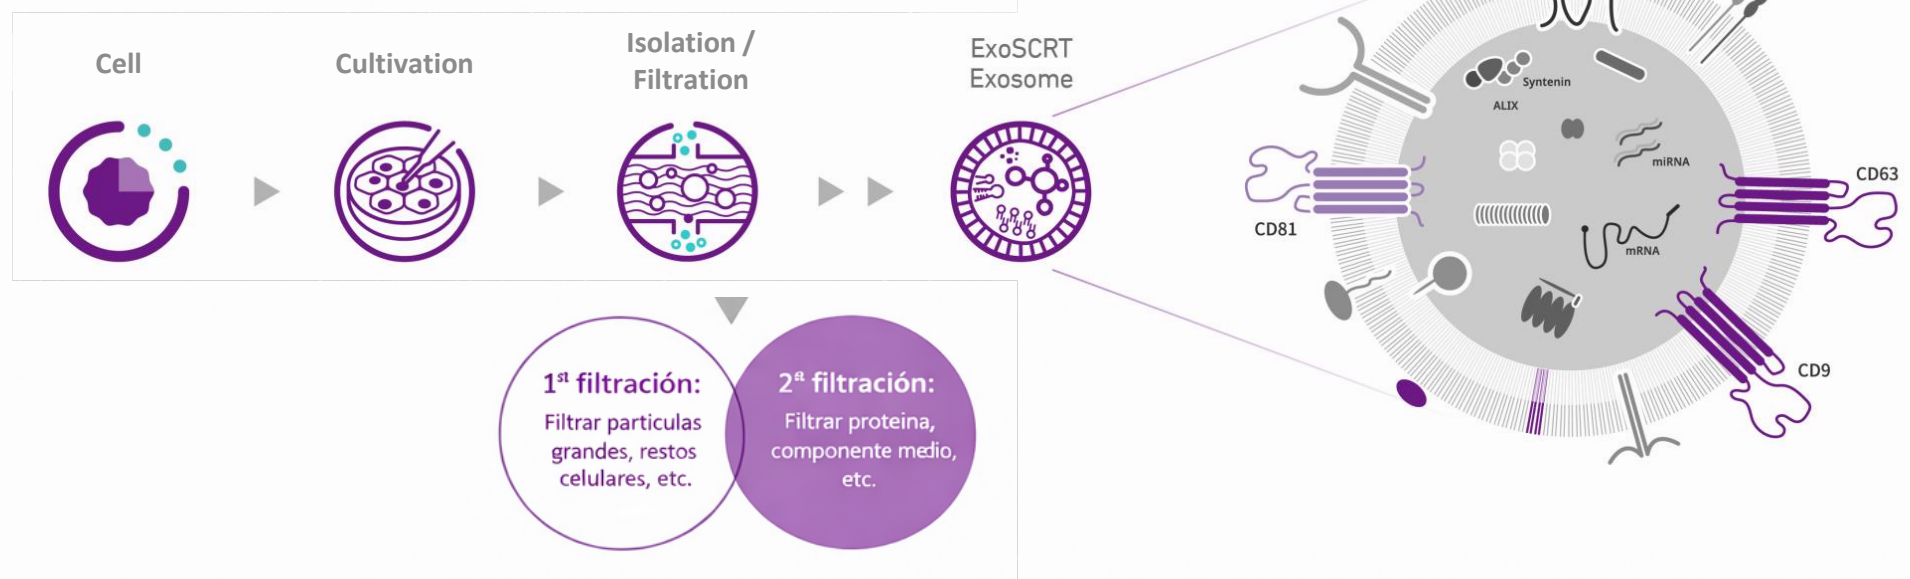 Cell
Cultivation
Isolation /
Filtration
ExoSCRT
Exosome
1st filtración:
Filtrar particulas
grandes, restos
celulares, etc.
2ª filtración:
Filtrar proteina,
componente medio,
etc.
Syntenin
ALIX
miRNA
CD63
CD81
mRNA
CD9